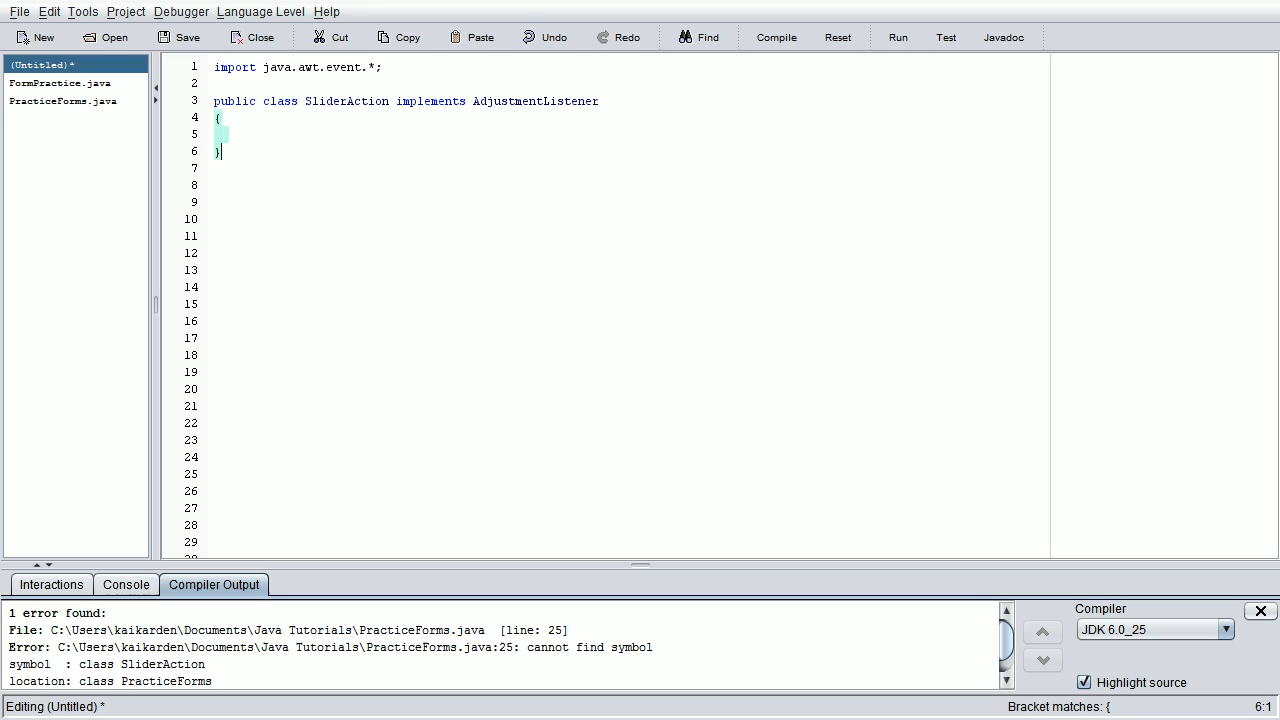 File Edit Tools Project Debugger Language Level Help
New Open Save Close Cut Copy Paste Undo Redo Find Compile Reset Run Test Javadoc
(Untitled)*
FormPractice.java
PracticeForms.java
1 import java.awt.event.*;
2
3 public class SliderAction implements AdjustmentListener
4 {
5
6 }
7
8
9
10
11
12
13
14
15
16
17
18
19
20
21
22
23
24
25
26
27
28
29
Interactions Console Compiler Output
1 error found:
File: C:\Users\kaikarden\Documents\Java Tutorials\PracticeForms.java [line: 25]
Error: C:\Users\kaikarden\Documents\Java Tutorials\PracticeForms.java:25: cannot find symbol
symbol : class SliderAction
location: class PracticeForms
Compiler
JDK 6.0_25
Highlight source
Editing (Untitled) * Bracket matches: { 6:1